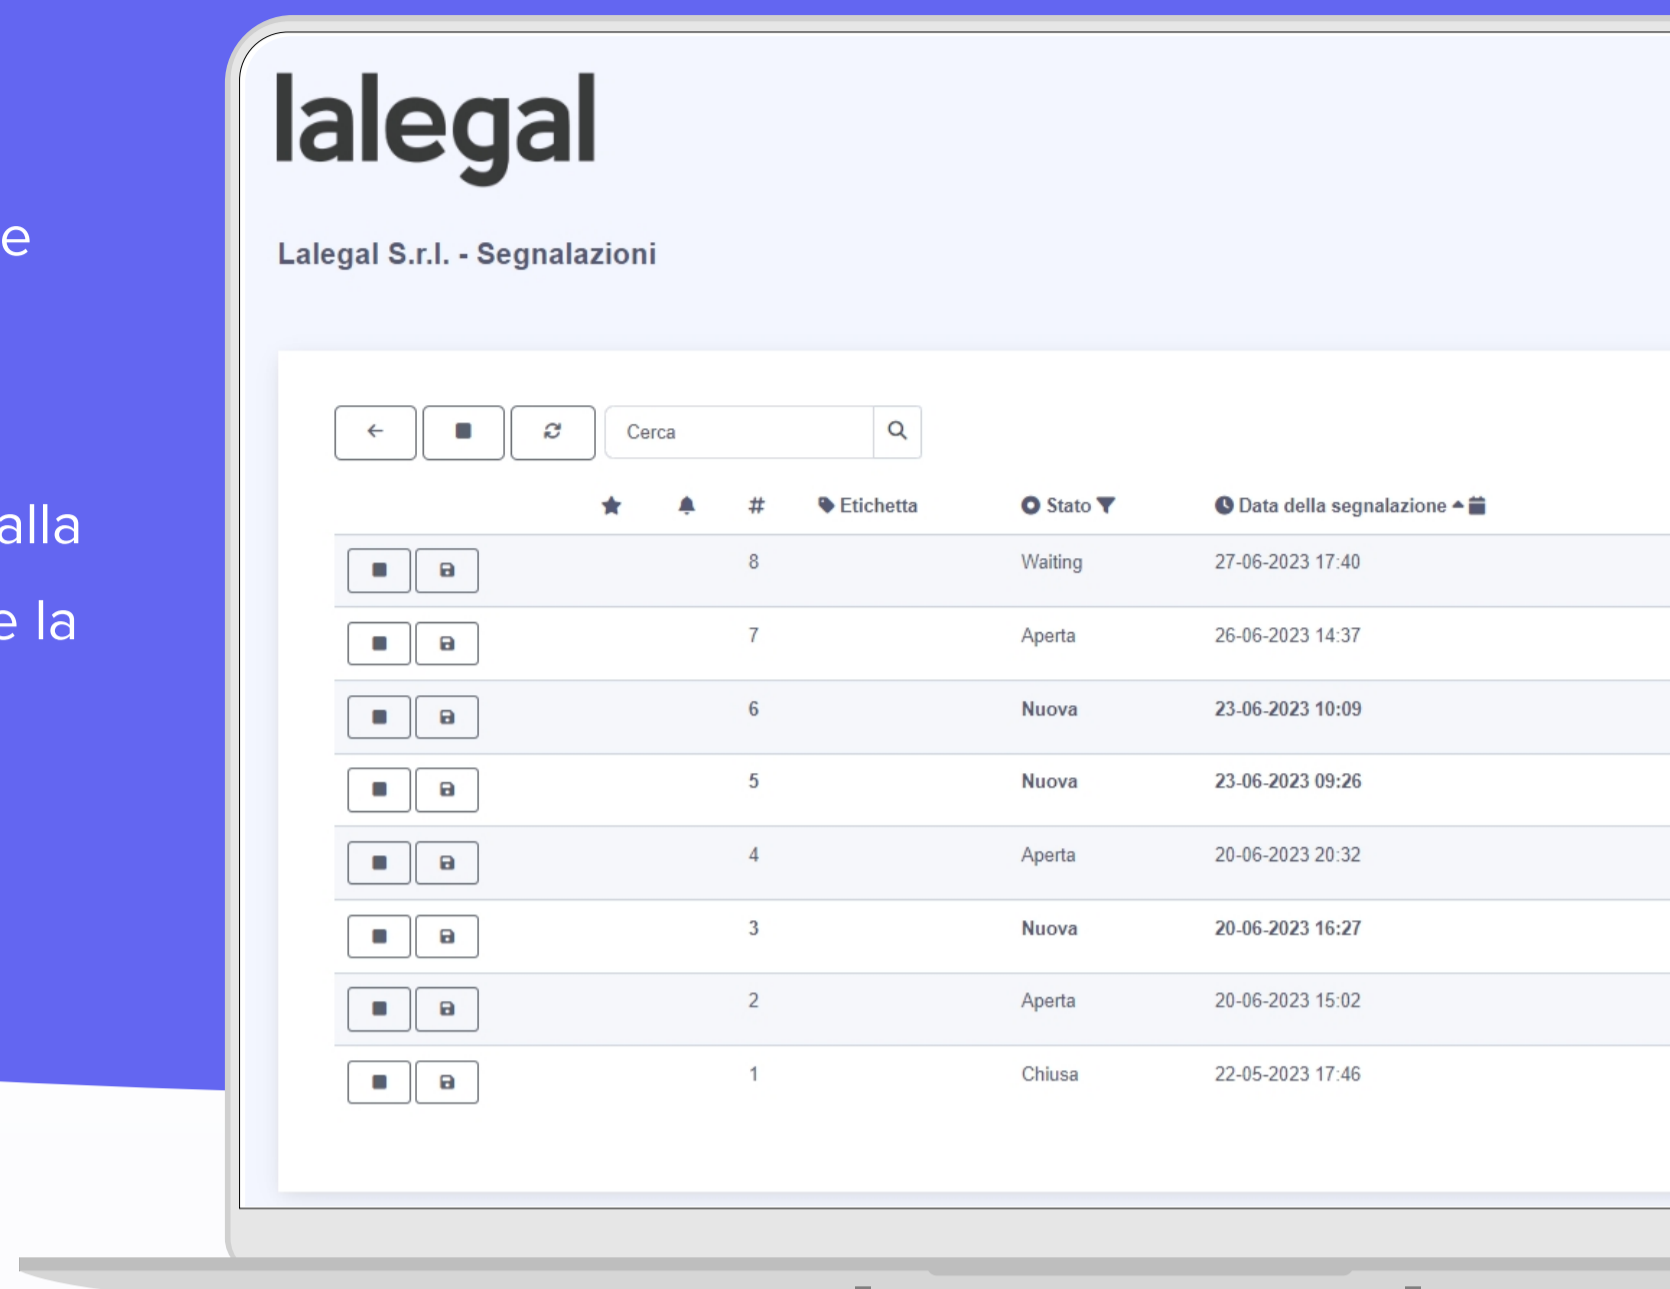 lalegal
e
Lalegal S.r.l. - Segnalazioni
Cerca
# Etichetta Stato Data della segnalazione
alla
8 Waiting 27-06-2023 17:40
e la
7 Aperta 26-06-2023 14:37
6 Nuova 23-06-2023 10:09
5 Nuova 23-06-2023 09:26
4 Aperta 20-06-2023 20:32
3 Nuova 20-06-2023 16:27
2 Aperta 20-06-2023 15:02
1 Chiusa 22-05-2023 17:46